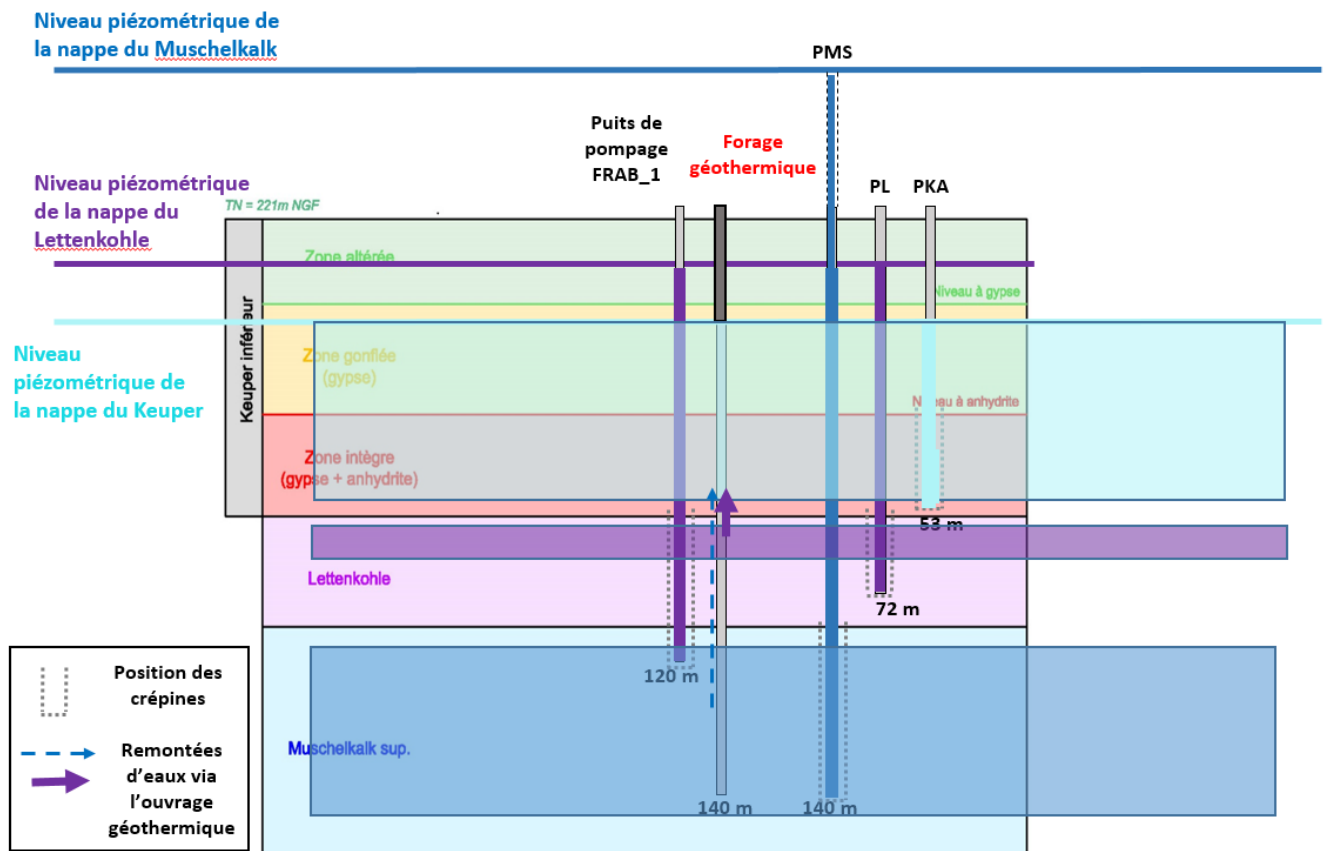 Niveau piézométrique de
la nappe du Muschelkalk
PMS
Puits de
pompage
FRAB_1
Forage
géothermique
Niveau piézométrique
de la nappe du
Lettenkohle
TN = 221m NGF
PL
PKA
Zone altérée
Niveau à gypse
Keuper inférieur
Niveau
piézométrique de
la nappe du Keuper
Zone gonflée
(gypse)
Niveau à anhydrite
Zone intègre
(gypse + anhydrite)
53 m
Lettenkohle
72 m
120 m
Position des
crépines
Remontées
d'eaux via
l'ouvrage
géothermique
Muschelkalk sup.
140 m
140 m